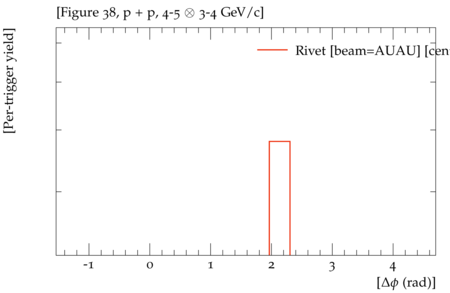 [Figure 38, p + p, 4-5 ⊗ 3-4 GeV/c]
[Per-trigger yield]
Rivet [beam=AUAU] [cen
-1 0 1 2 3 4
[Δϕ (rad)]